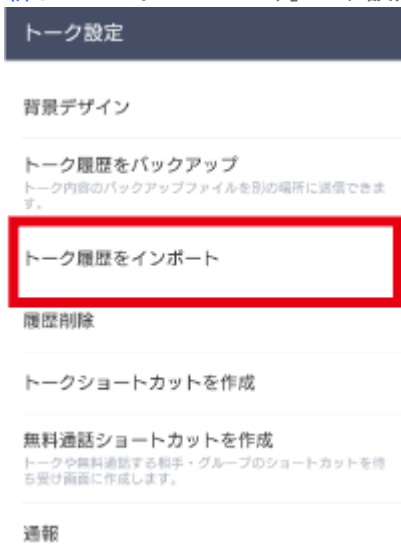 トーク設定
背景デザイン
トーク履歴をバックアップ
トーク内容のバックアップファイルを別の場所に送信できま
す。
トーク履歴をインポート
履歴削除
トークショートカットを作成
無料通話ショートカットを作成
トークや無料通話する相手・グループのショートカットを待
ち受け画面に作成します。
通報